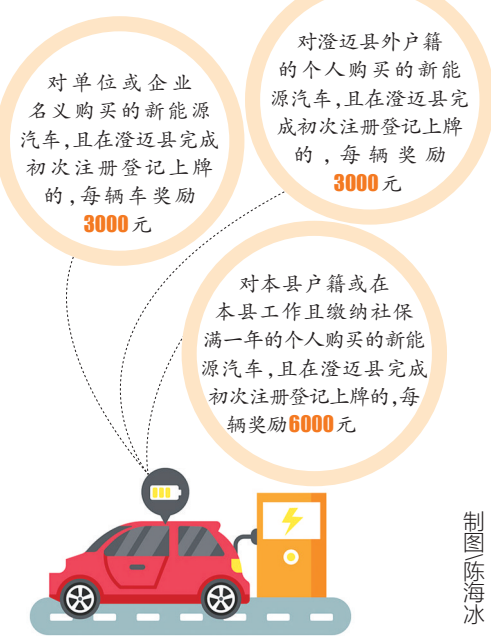 对单位或企业
名义购买的新能源
汽车,且在澄迈县完成
初次注册登记上牌
的,每辆车奖励
3000元
对澄迈县外户籍
的个人购买的新能
源汽车,且在澄迈县完
成初次注册登记上牌
的,每辆奖励
3000元
对本县户籍或在
本县工作且缴纳社保
满一年的个人购买的新能
源汽车,且在澄迈县完成
初次注册登记上牌的,每
辆奖励6000元
制图/陈海冰